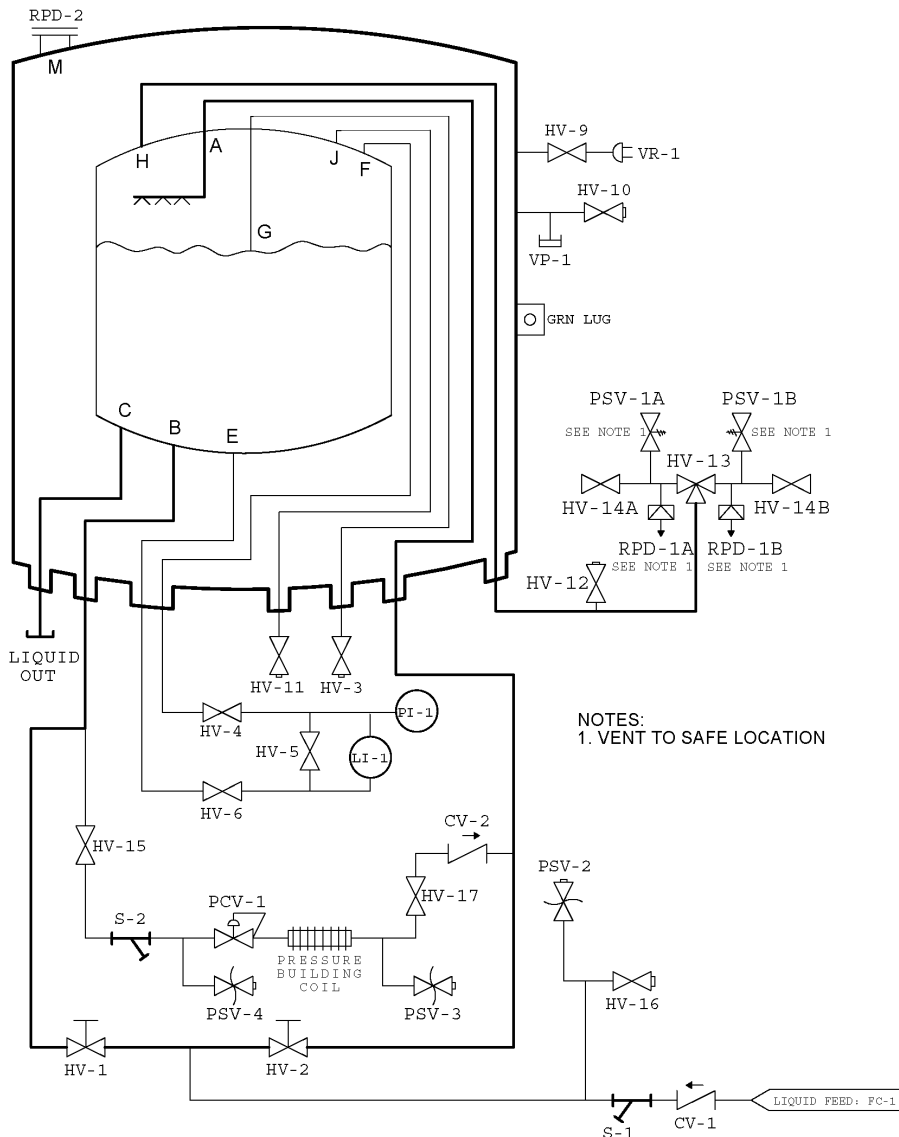 RPD-2
M
HV-9
A
H
J
F
VR-1
HV-10
G
VP-1
GRN LUG
PSV-1A
PSV-1B
C
B
E
SEE NOTE 1
SEE NOTE 1
HV-13
HV-14A
HV-14B
RPD-1A
RPD-1B
SEE NOTE 1
SEE NOTE 1
HV-12
LIQUID
OUT
HV-11
HV-3
PI-1
HV-4
NOTES:
1. VENT TO SAFE LOCATION
HV-5
LI-1
HV-6
CV-2
HV-15
PSV-2
PCV-1
HV-17
S-2
PRESSURE
BUILDING
COIL
HV-16
PSV-4
PSV-3
HV-1
HV-2
LIQUID FEED: FC-1
S-1
CV-1